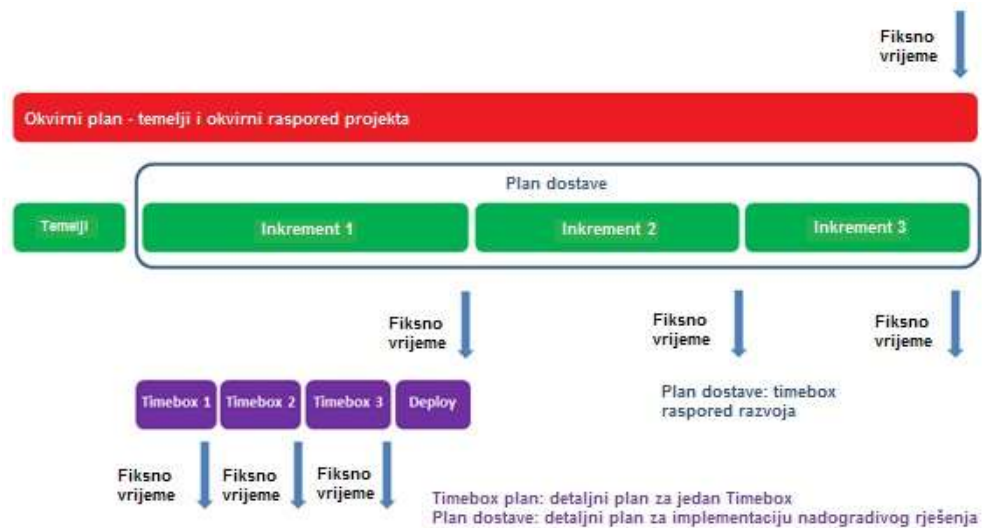 Fiksno
vrijeme
Okvirni plan - temelji i okvirni raspored projekta
Plan dostave
Temelji
Inkrement 1
Inkrement 2
Inkrement 3
Fiksno
vrijeme
Fiksno
vrijeme
Fiksno
vrijeme
Timebox 1
Timebox 2
Timebox 3
Deploy
Plan dostave: timebox
raspored razvoja
Fiksno
vrijeme
Fiksno
vrijeme
Fiksno
vrijeme
Timebox plan: detaljni plan za jedan Timebox
Plan dostave: detaljni plan za implementaciju nadogradivog rješenja